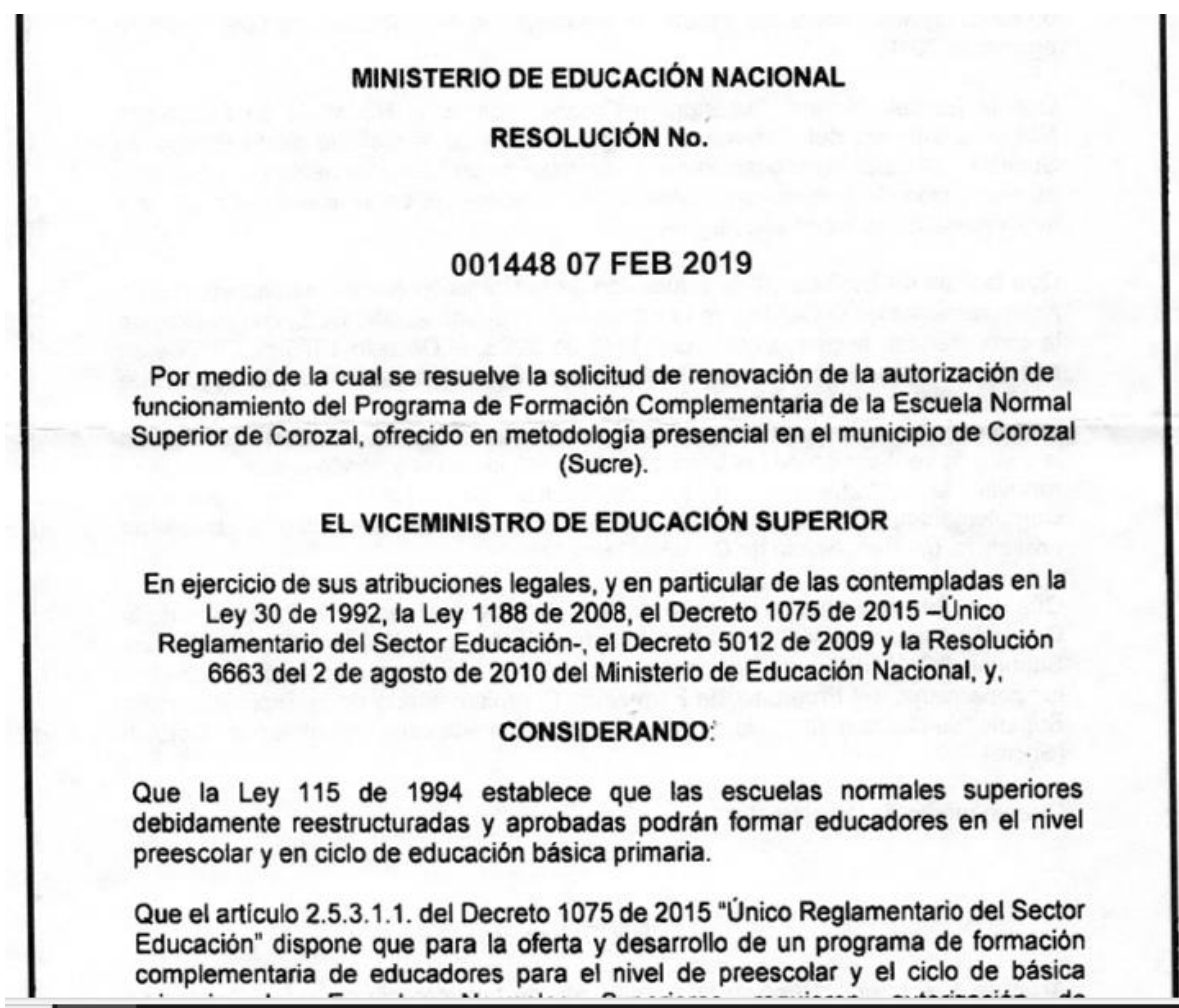 MINISTERIO DE EDUCACIÓN NACIONAL
RESOLUCIÓN No.
001448 07 FEB 2019
Por medio de la cual se resuelve la solicitud de renovación de la autorización de
funcionamiento del Programa de Formación Complementaria de la Escuela Normal
Superior de Corozal, ofrecido en metodología presencial en el municipio de Corozal
(Sucre).
EL VICEMINISTRO DE EDUCACIÓN SUPERIOR
En ejercicio de sus atribuciones legales, y en particular de las contempladas en la
Ley 30 de 1992, la Ley 1188 de 2008, el Decreto 1075 de 2015 –Único
Reglamentario del Sector Educación-, el Decreto 5012 de 2009 y la Resolución
6663 del 2 de agosto de 2010 del Ministerio de Educación Nacional, y,
CONSIDERANDO:
Que la Ley 115 de 1994 establece que las escuelas normales superiores
debidamente reestructuradas y aprobadas podrán formar educadores en el nivel
preescolar y en ciclo de educación básica primaria.
Que el artículo 2.5.3.1.1. del Decreto 1075 de 2015 “Único Reglamentario del Sector
Educación” dispone que para la oferta y desarrollo de un programa de formación
complementaria de educadores para el nivel de preescolar y el ciclo de básica